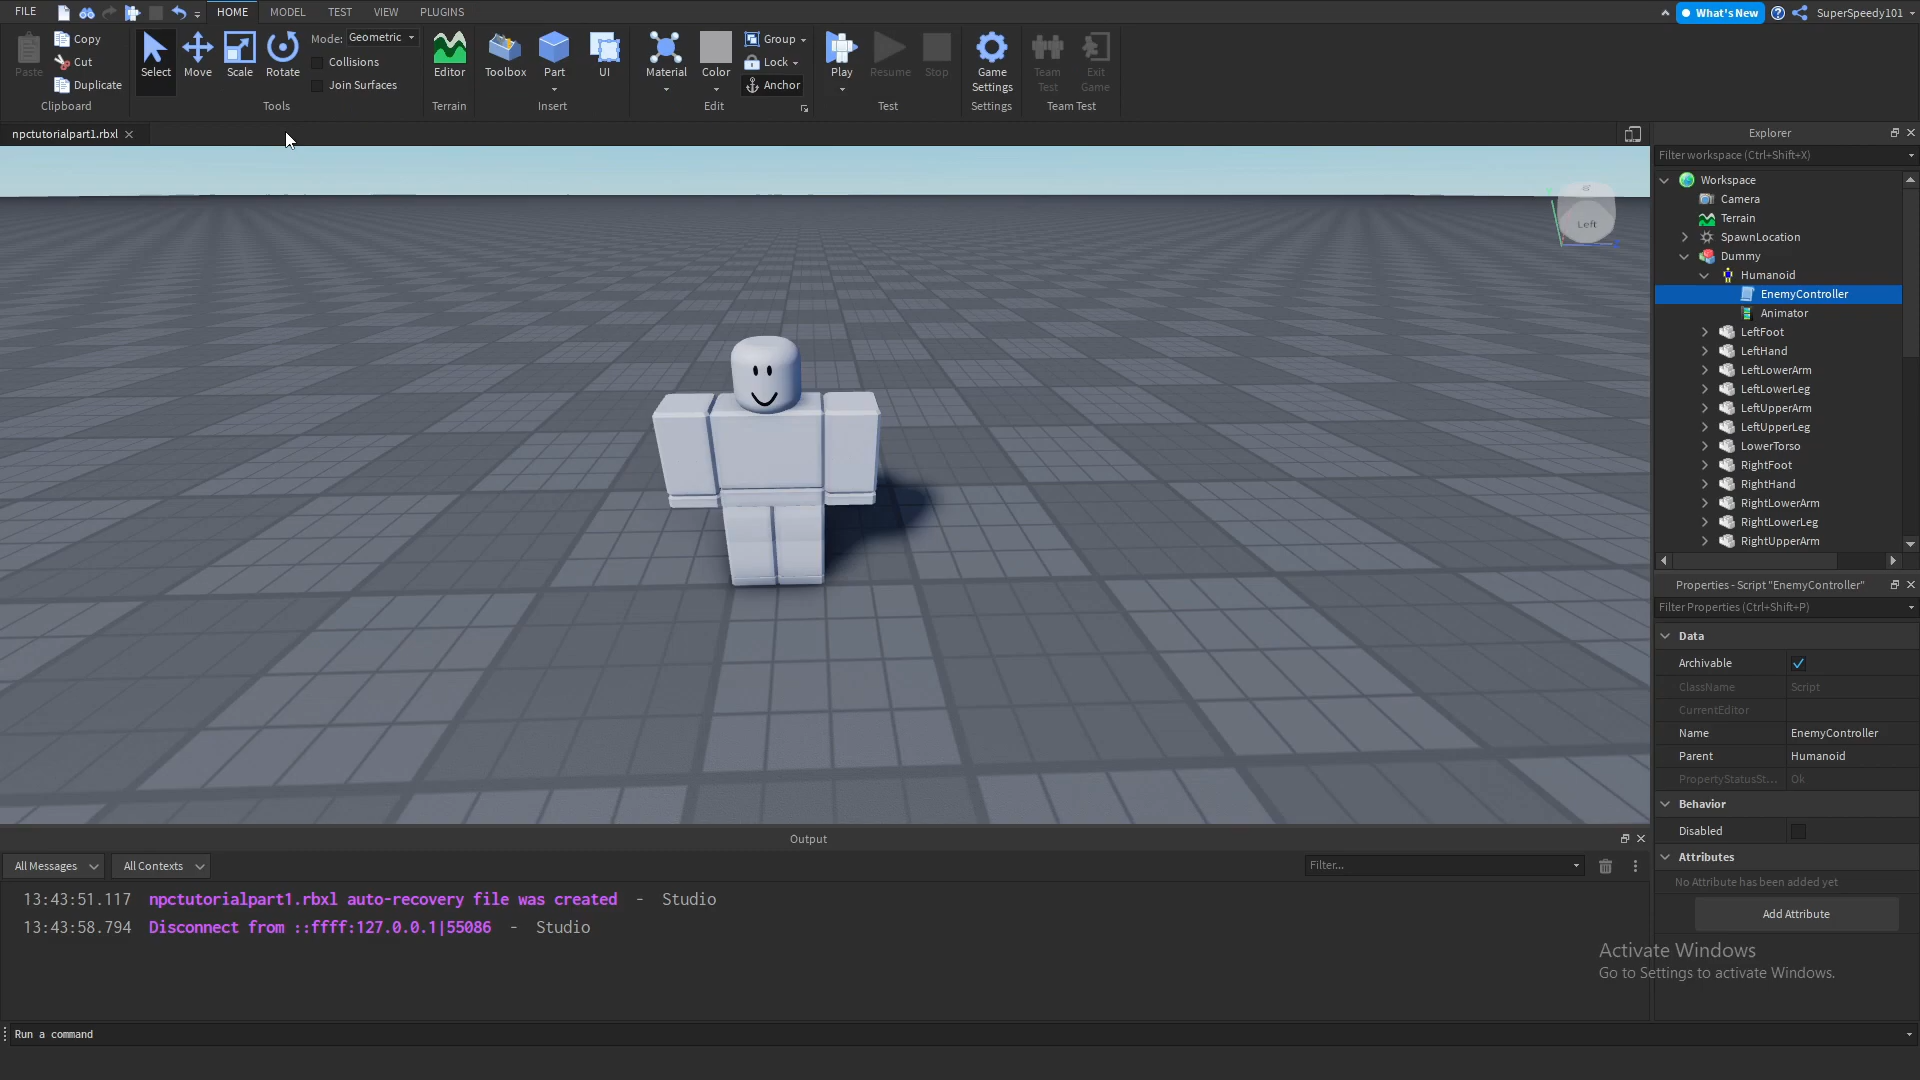 FILE HOME MODEL TEST VIEW PLUGINS What's New SuperSpeedy101
Paste Copy Cut Duplicate Clipboard
Select Move Scale Rotate Mode: Geometric Collisions Join Surfaces Tools
Editor Terrain
Toolbox Part UI Insert
Material Color Group Lock Anchor Edit
Play Resume Stop Test
Game Settings Settings
Team Test Exit Game Team Test
npctutorialpart1.rbxl
Left
Explorer
Filter workspace (Ctrl+Shift+X)
Workspace
Camera
Terrain
SpawnLocation
Dummy
Humanoid
EnemyController
Animator
LeftFoot
LeftHand
LeftLowerArm
LeftLowerLeg
LeftUpperArm
LeftUpperLeg
LowerTorso
RightFoot
RightHand
RightLowerArm
RightLowerLeg
RightUpperArm
Properties - Script "EnemyController"
Filter Properties (Ctrl+Shift+P)
Data
Archivable
ClassName Script
CurrentEditor
Name EnemyController
Parent Humanoid
PropertyStatusSt... Ok
Behavior
Disabled
Attributes
No Attribute has been added yet
Add Attribute
Output
All Messages All Contexts Filter...
13:43:51.117 npctutorialpart1.rbxl auto-recovery file was created - Studio
13:43:58.794 Disconnect from ::ffff:127.0.0.1|55086 - Studio
Activate Windows
Go to Settings to activate Windows.
Run a command